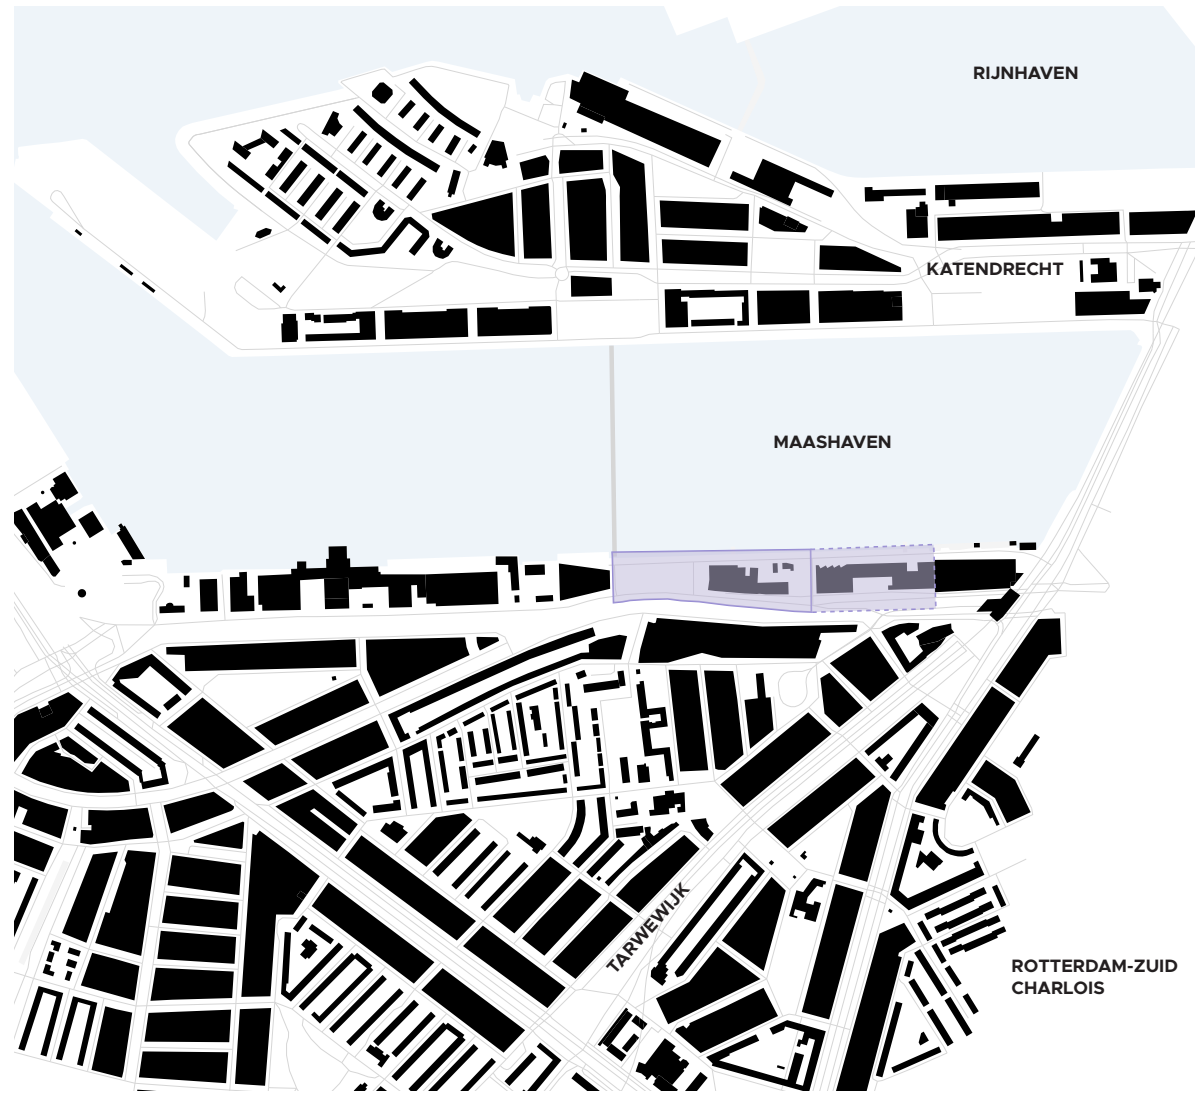 RIJNHAVEN
KATENDRECHT
MAASHAVEN
TARWEWIJK
ROTTERDAM-ZUID
CHARLOIS